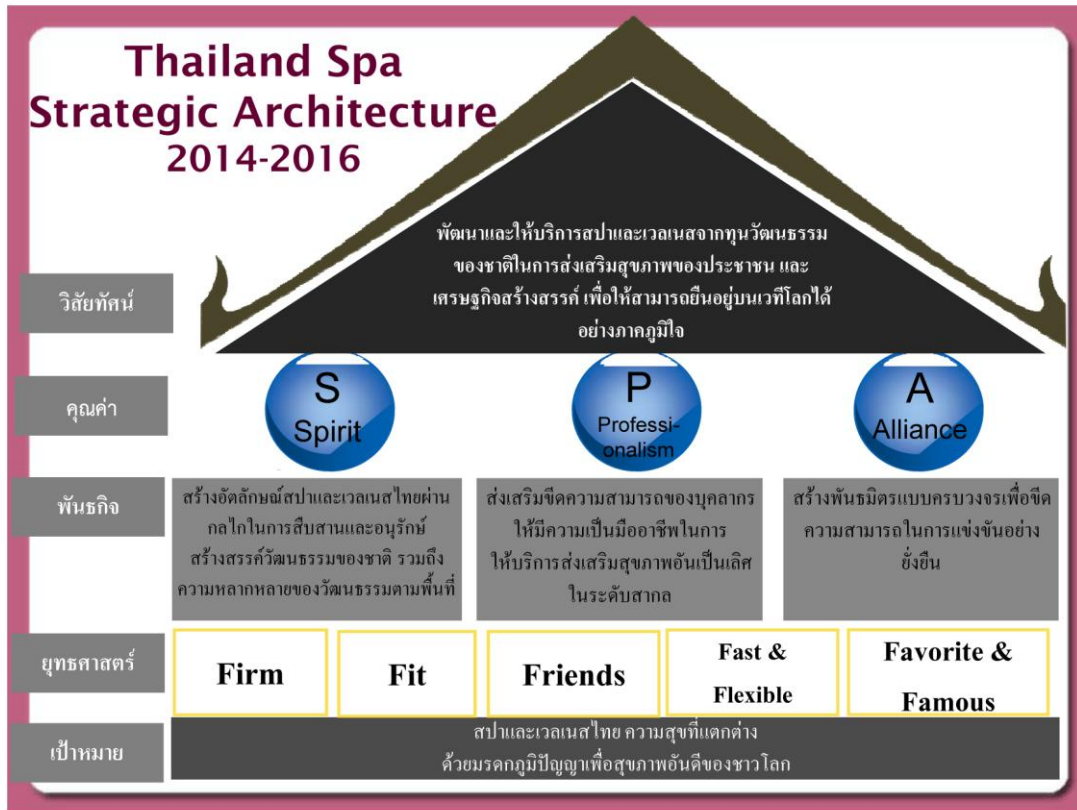 Thailand Spa
Strategic Architecture
2014-2016
วิสัยทัศน์
พัฒนาและให้บริการสปาและเวลเนสจากทุนวัฒนธรรม
ของชาติในการส่งเสริมสุขภาพของประชาชน และ
เศรษฐกิจสร้างสรรค์ เพื่อให้สามารถยืนอยู่บนเวทีโลกได้
อย่างภาคภูมิใจ
คุณค่า
S
Spirit
P
Professi-
onalism
A
Alliance
พันธกิจ
สร้างอัตลักษณ์สปาและเวลเนสไทยผ่าน
กลไกในการสืบสานและอนุรักษ์
สร้างสรรค์วัฒนธรรมของชาติ รวมถึง
ความหลากหลายของวัฒนธรรมตามพื้นที่
ส่งเสริมขีดความสามารถของบุคลากร
ให้มีความเป็นมืออาชีพในการ
ให้บริการส่งเสริมสุขภาพอันเป็นเลิศ
ในระดับสากล
สร้างพันธมิตรแบบครบวงจรเพื่อขีด
ความสามารถในการแข่งขันอย่าง
ยั่งยืน
ยุทธศาสตร์
Firm
Fit
Friends
Fast &
Flexible
Favorite &
Famous
เป้าหมาย
สปาและเวลเนสไทย ความสุขที่แตกต่าง
ด้วยมรดกภูมิปัญญาเพื่อสุขภาพอันดีของชาวโลก